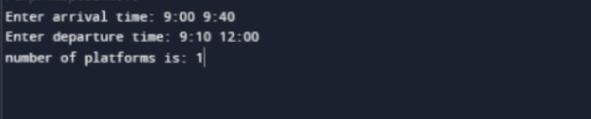 Enter arrival time: 9:00 9:40
Enter departure time: 9:10 12:00
number of platforms is: 1